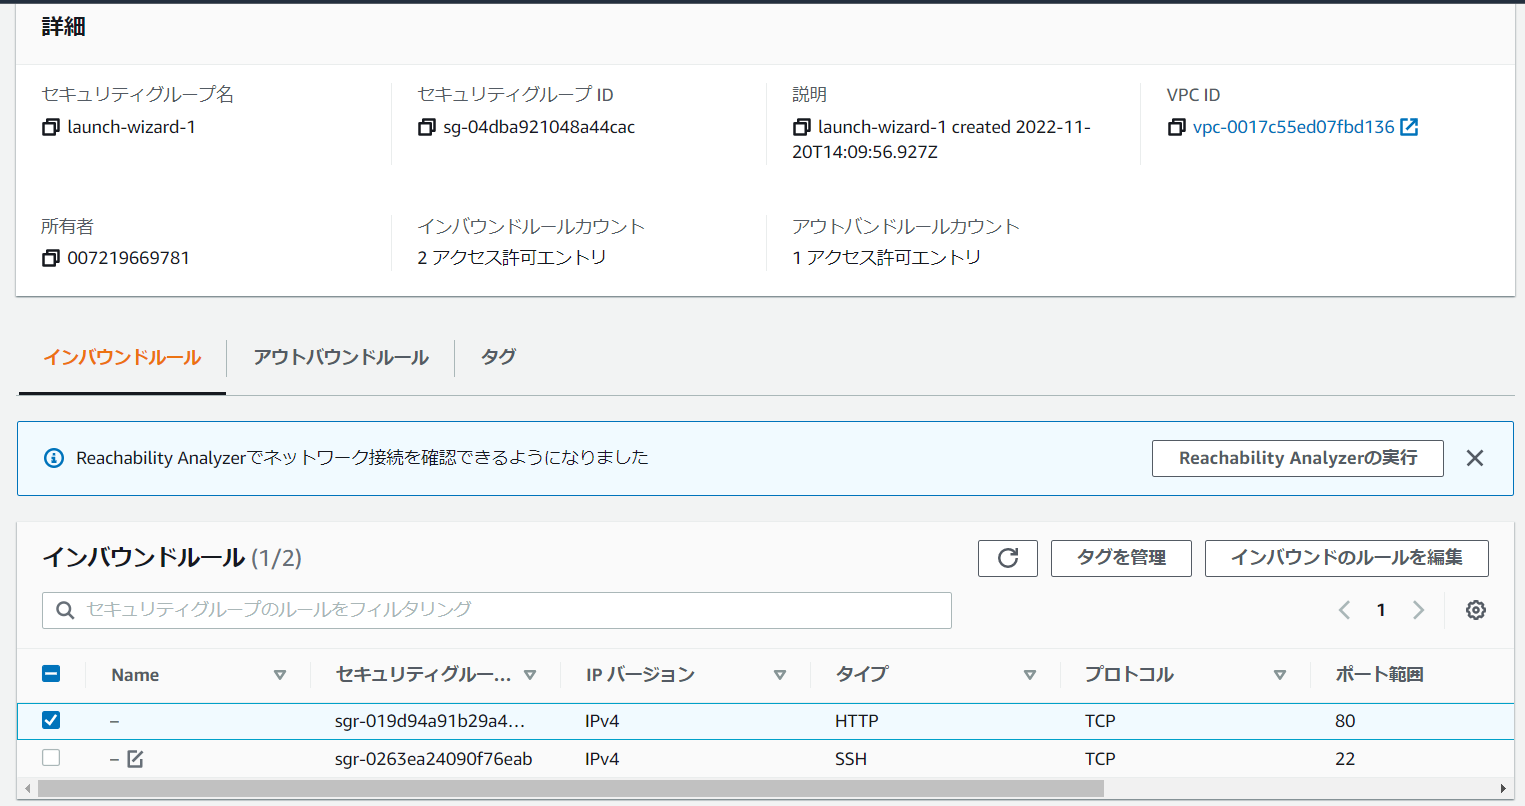 詳細
セキュリティグループ名
launch-wizard-1
セキュリティグループ ID
sg-04dba921048a44cac
説明
launch-wizard-1 created 2022-11-
20T14:09:56.927Z
VPC ID
vpc-0017c55ed07fbd136
所有者
007219669781
インバウンドルールカウント
2 アクセス許可エントリ
アウトバンドルールカウント
1 アクセス許可エントリ
インバウンドルール
アウトバウンドルール
タグ
Reachability Analyzerでネットワーク接続を確認できるようになりました
Reachability Analyzerの実行
インバウンドルール (1/2)
タグを管理
インバウンドのルールを編集
セキュリティグループのルールをフィルタリング
1
Name セキュリティグルー... IP バージョン タイプ プロトコル ポート範囲
– sgr-019d94a91b29a4... IPv4 HTTP TCP 80
– sgr-0263ea24090f76eab IPv4 SSH TCP 22